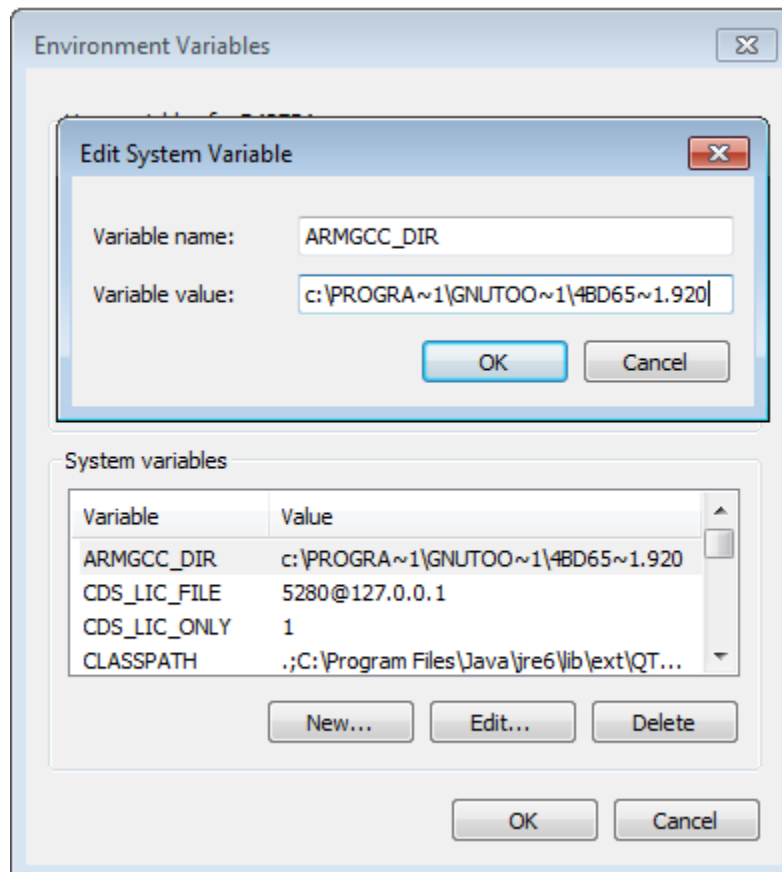 Environment Variables
Edit System Variable
Variable name: ARMGCC_DIR
Variable value: c:\PROGRA~1\GNUTOO~1\4BD65~1.920
OK Cancel
System variables
Variable Value
ARMGCC_DIR c:\PROGRA~1\GNUTOO~1\4BD65~1.920
CDS_LIC_FILE 5280@127.0.0.1
CDS_LIC_ONLY 1
CLASSPATH .;C:\Program Files\Java\jre6\lib\ext\QT...
New... Edit... Delete
OK Cancel